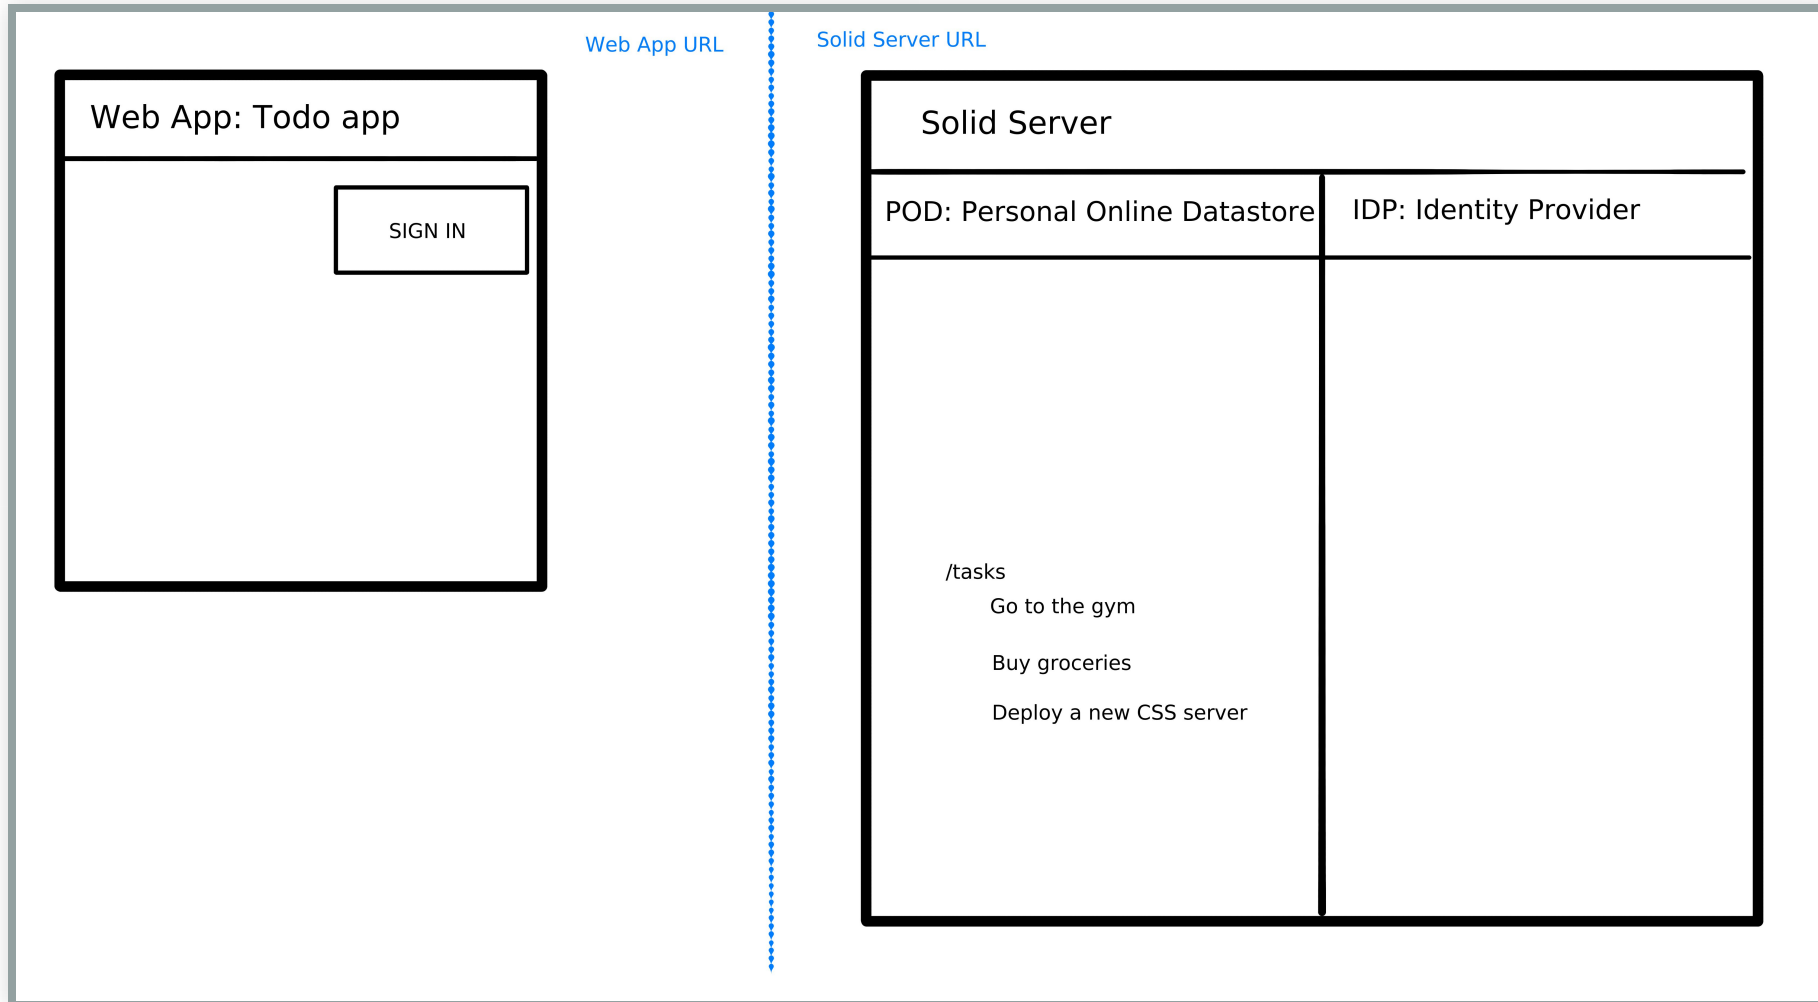 Web App URL
Solid Server URL
Web App: Todo app
SIGN IN
Solid Server
POD: Personal Online Datastore
IDP: Identity Provider
/tasks
Go to the gym
Buy groceries
Deploy a new CSS server